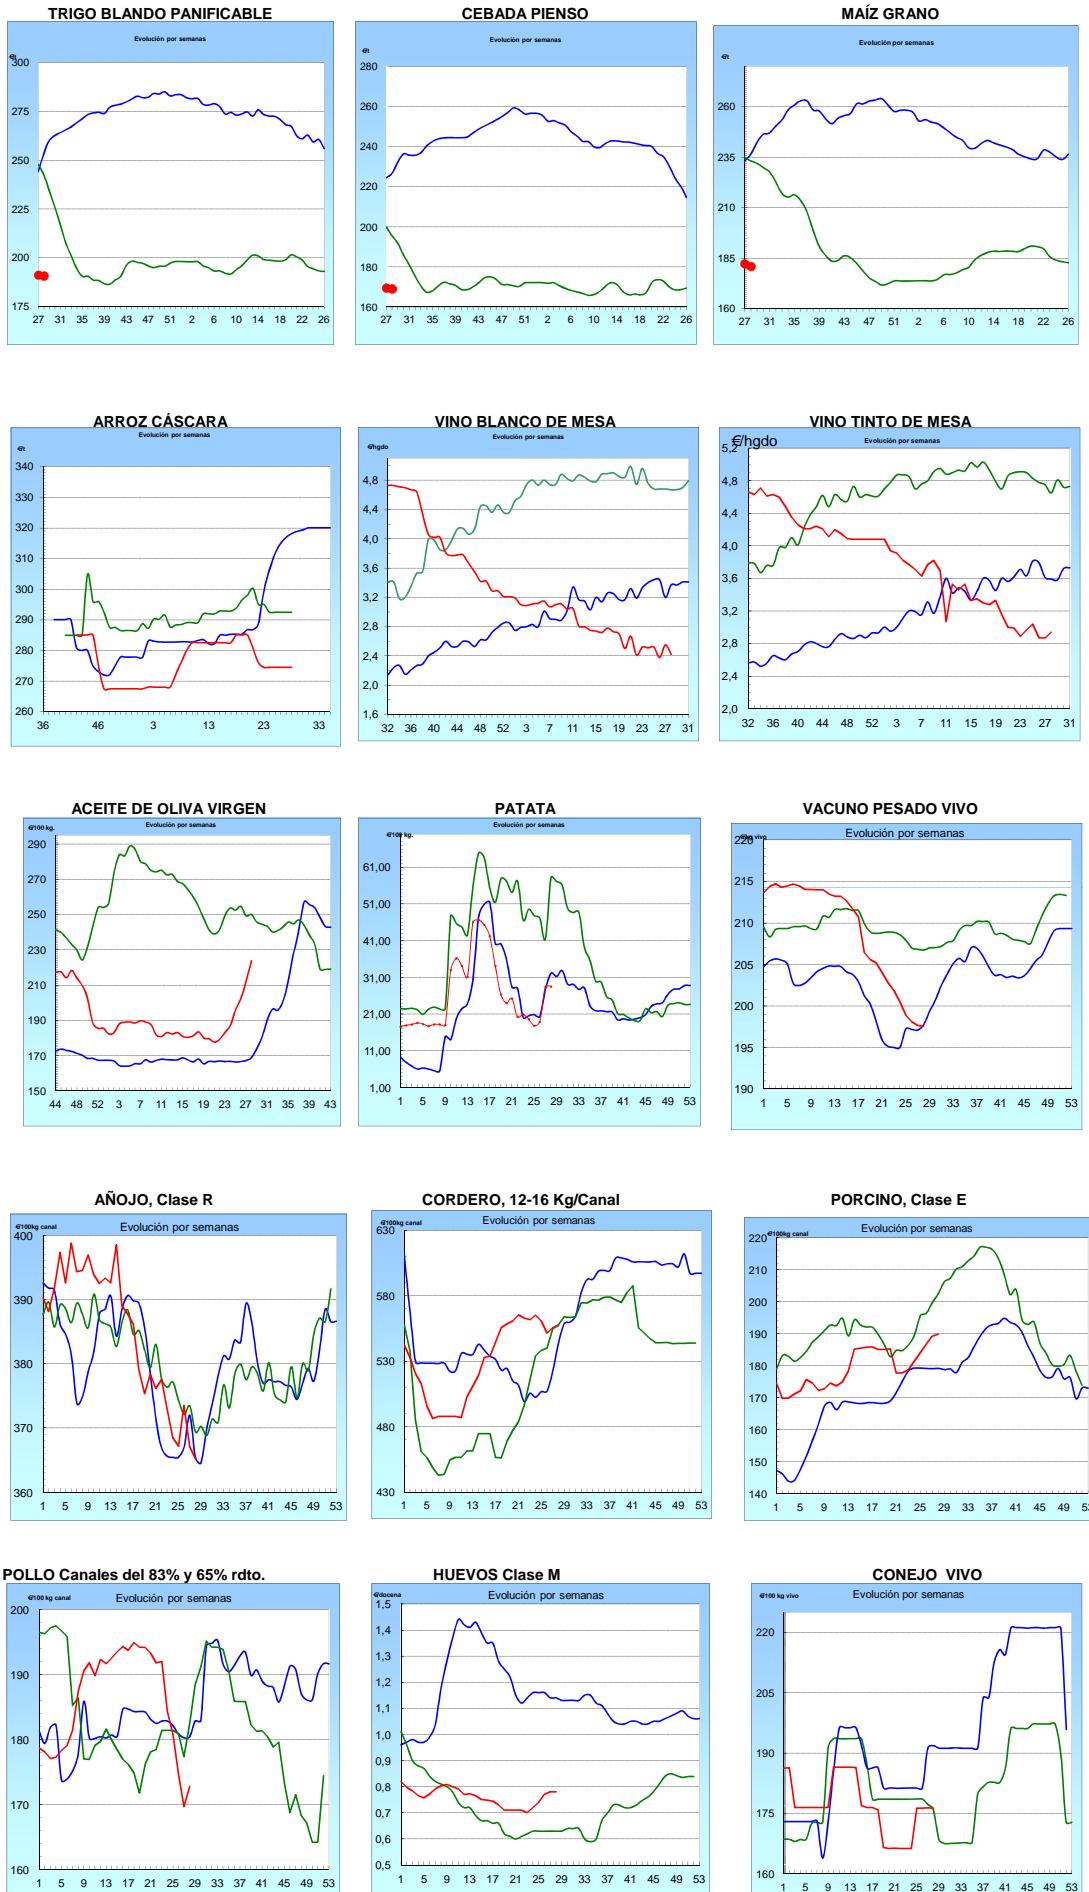 TRIGO BLANDO PANIFICABLE
Evolución por semanas
€/t
300
275
250
225
200
175
27 31 35 39 43 47 51 2 6 10 14 18 22 26
CEBADA PIENSO
Evolución por semanas
€/t
280
260
240
220
200
180
160
27 31 35 39 43 47 51 2 6 10 14 18 22 26
MAÍZ GRANO
Evolución por semanas
€/t
260
235
210
185
160
27 31 35 39 43 47 51 2 6 10 14 18 22 26
ARROZ CÁSCARA
Evolución por semanas
€/t
340
330
320
310
300
290
280
270
260
36 46 3 13 23 33
VINO BLANCO DE MESA
Evolución por semanas
€/hgdo
4,8
4,4
4,0
3,6
3,2
2,8
2,4
2,0
1,6
32 36 40 44 48 52 3 7 11 15 19 23 27 31
VINO TINTO DE MESA
Evolución por semanas
€/hgdo
5,2
4,8
4,4
4,0
3,6
3,2
2,8
2,4
2,0
32 36 40 44 48 52 3 7 11 15 19 23 27 31
ACEITE DE OLIVA VIRGEN
Evolución por semanas
€/100 kg.
290
270
250
230
210
190
170
150
44 48 52 3 7 11 15 19 23 27 31 35 39 43
PATATA
Evolución por semanas
€/100 kg.
61,00
51,00
41,00
31,00
21,00
11,00
1,00
1 5 9 13 17 21 25 29 33 37 41 45 49 53
VACUNO PESADO VIVO
Evolución por semanas
220
215
210
205
200
195
190
1 5 9 13 17 21 25 29 33 37 41 45 49 53
AÑOJO, Clase R
Evolución por semanas
€/100kg canal
400
390
380
370
360
1 5 9 13 17 21 25 29 33 37 41 45 49 53
CORDERO, 12-16 Kg/Canal
Evolución por semanas
€/100kg canal
630
580
530
480
430
1 5 9 13 17 21 25 29 33 37 41 45 49 53
PORCINO, Clase E
Evolución por semanas
€/100kg canal
220
210
200
190
180
170
160
150
140
1 5 9 13 17 21 25 29 33 37 41 45 49
POLLO Canales del 83% y 65% rdto.
Evolución por semanas
€/100 kg canal
200
190
180
170
160
1 5 9 13 17 21 25 29 33 37 41 45 49 53
HUEVOS Clase M
Evolución por semanas
€/docena
1,5
1,4
1,3
1,2
1,1
1,0
0,9
0,8
0,7
0,6
0,5
1 5 9 13 17 21 25 29 33 37 41 45 49 53
CONEJO VIVO
Evolución por semanas
€/100 kg vivo
220
205
190
175
160
1 5 9 13 17 21 25 29 33 37 41 45 49 53